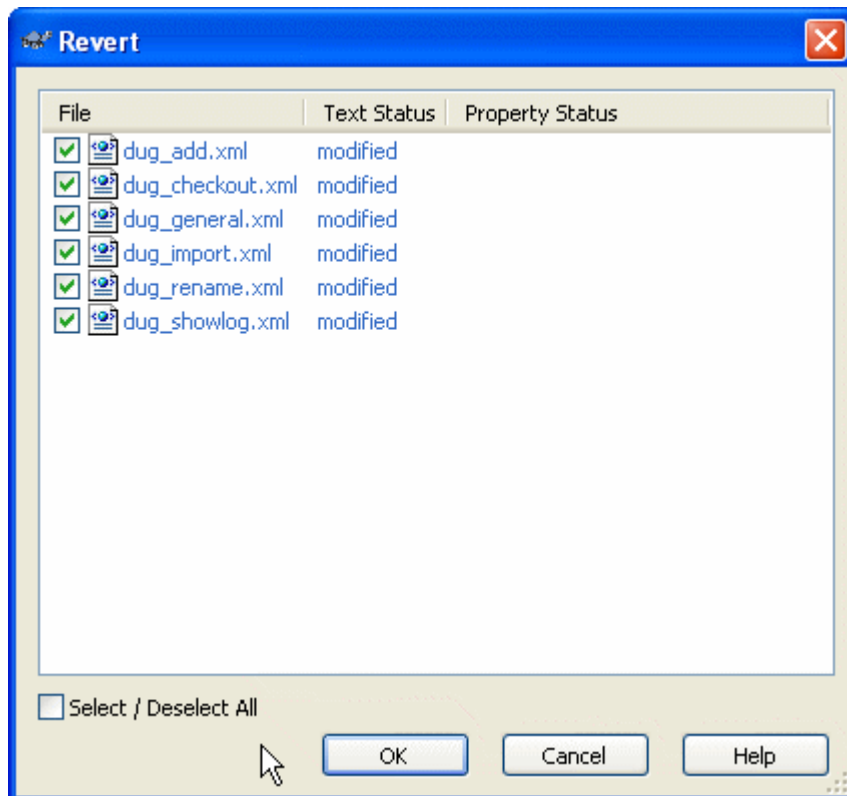 Revert
File Text Status Property Status
dug_add.xml modified
dug_checkout.xml modified
dug_general.xml modified
dug_import.xml modified
dug_rename.xml modified
dug_showlog.xml modified
Select / Deselect All
OK Cancel Help